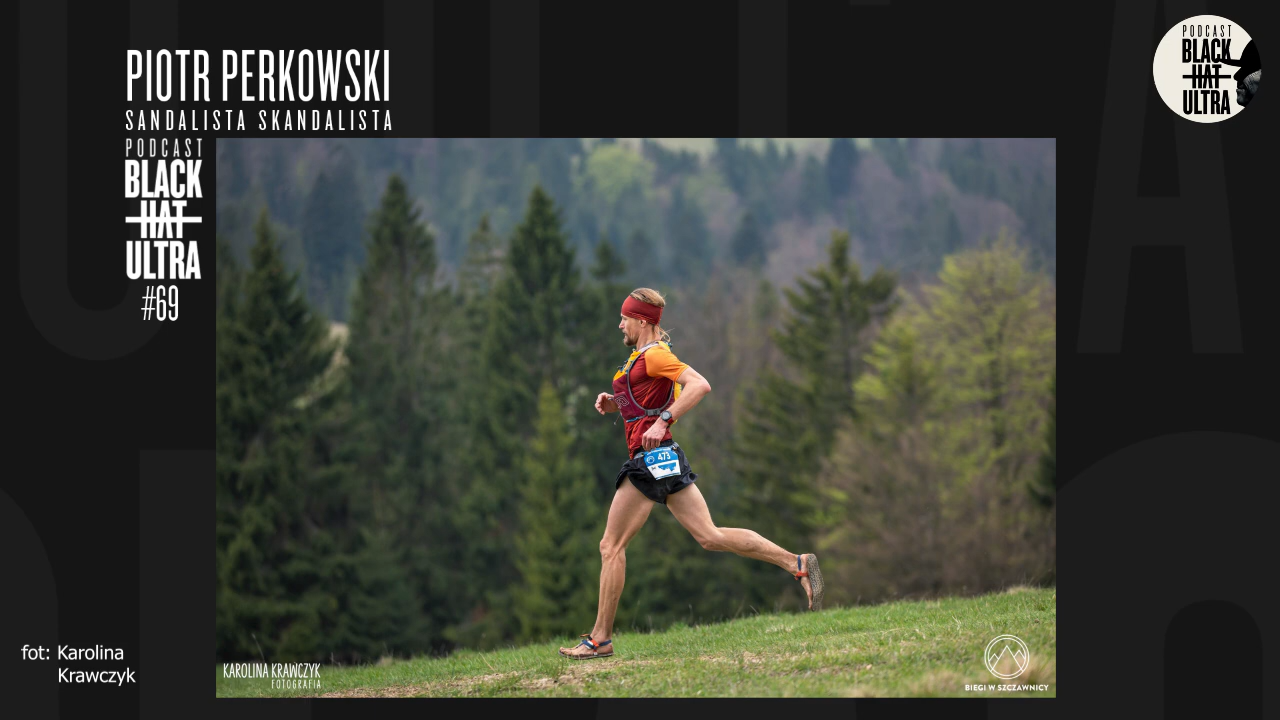 PIOTR PERKOWSKI
SANDALISTA SKANDALISTA
PODCAST
BLACK
HAT
ULTRA
#69
PODCAST
BLACK
HAT
ULTRA
473
fot: Karolina
Krawczyk
KAROLINA KRAWCZYK
FOTOGRAFIA
BIEGI W SZCZAWNICY